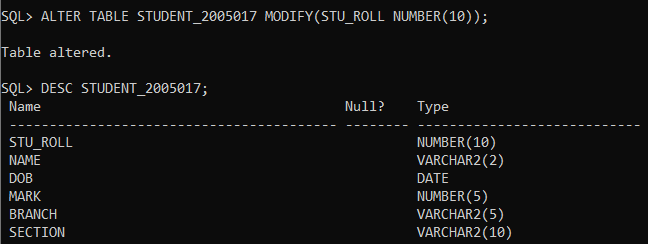 SQL> ALTER TABLE STUDENT_2005017 MODIFY(STU_ROLL NUMBER(10));
Table altered.
SQL> DESC STUDENT_2005017;
Name Null? Type
----------------------------------------- -------- ----------------------------
STU_ROLL NUMBER(10)
NAME VARCHAR2(2)
DOB DATE
MARK NUMBER(5)
BRANCH VARCHAR2(5)
SECTION VARCHAR2(10)